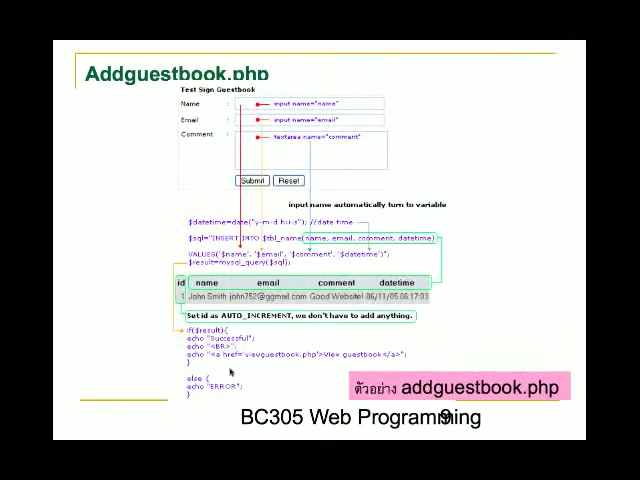 Addguestbook.php
Test Sign Guestbook
Name : input name="name"
Email : input name="email"
Comment : textarea name="comment"
Submit Reset
input name automatically turn to variable
$datetime=date("y-m-d h:i:s"); //date time
$sql="INSERT INTO $tbl_name(name, email, comment, datetime)
VALUES('$name', '$email', '$comment', '$datetime')";
$result=mysql_query($sql);
id name email comment datetime
1 John Smith john752@ggmail.com Good Website! 06/11/05 06:17:03
Set id as AUTO_INCREMENT, we don't have to add anything.
if($result){
echo "Successful";
echo "<BR>";
echo "<a href='viewguestbook.php'>View guestbook</a>";
}
else {
echo "ERROR";
}
ตัวอย่าง addguestbook.php
BC305 Web Programming
9